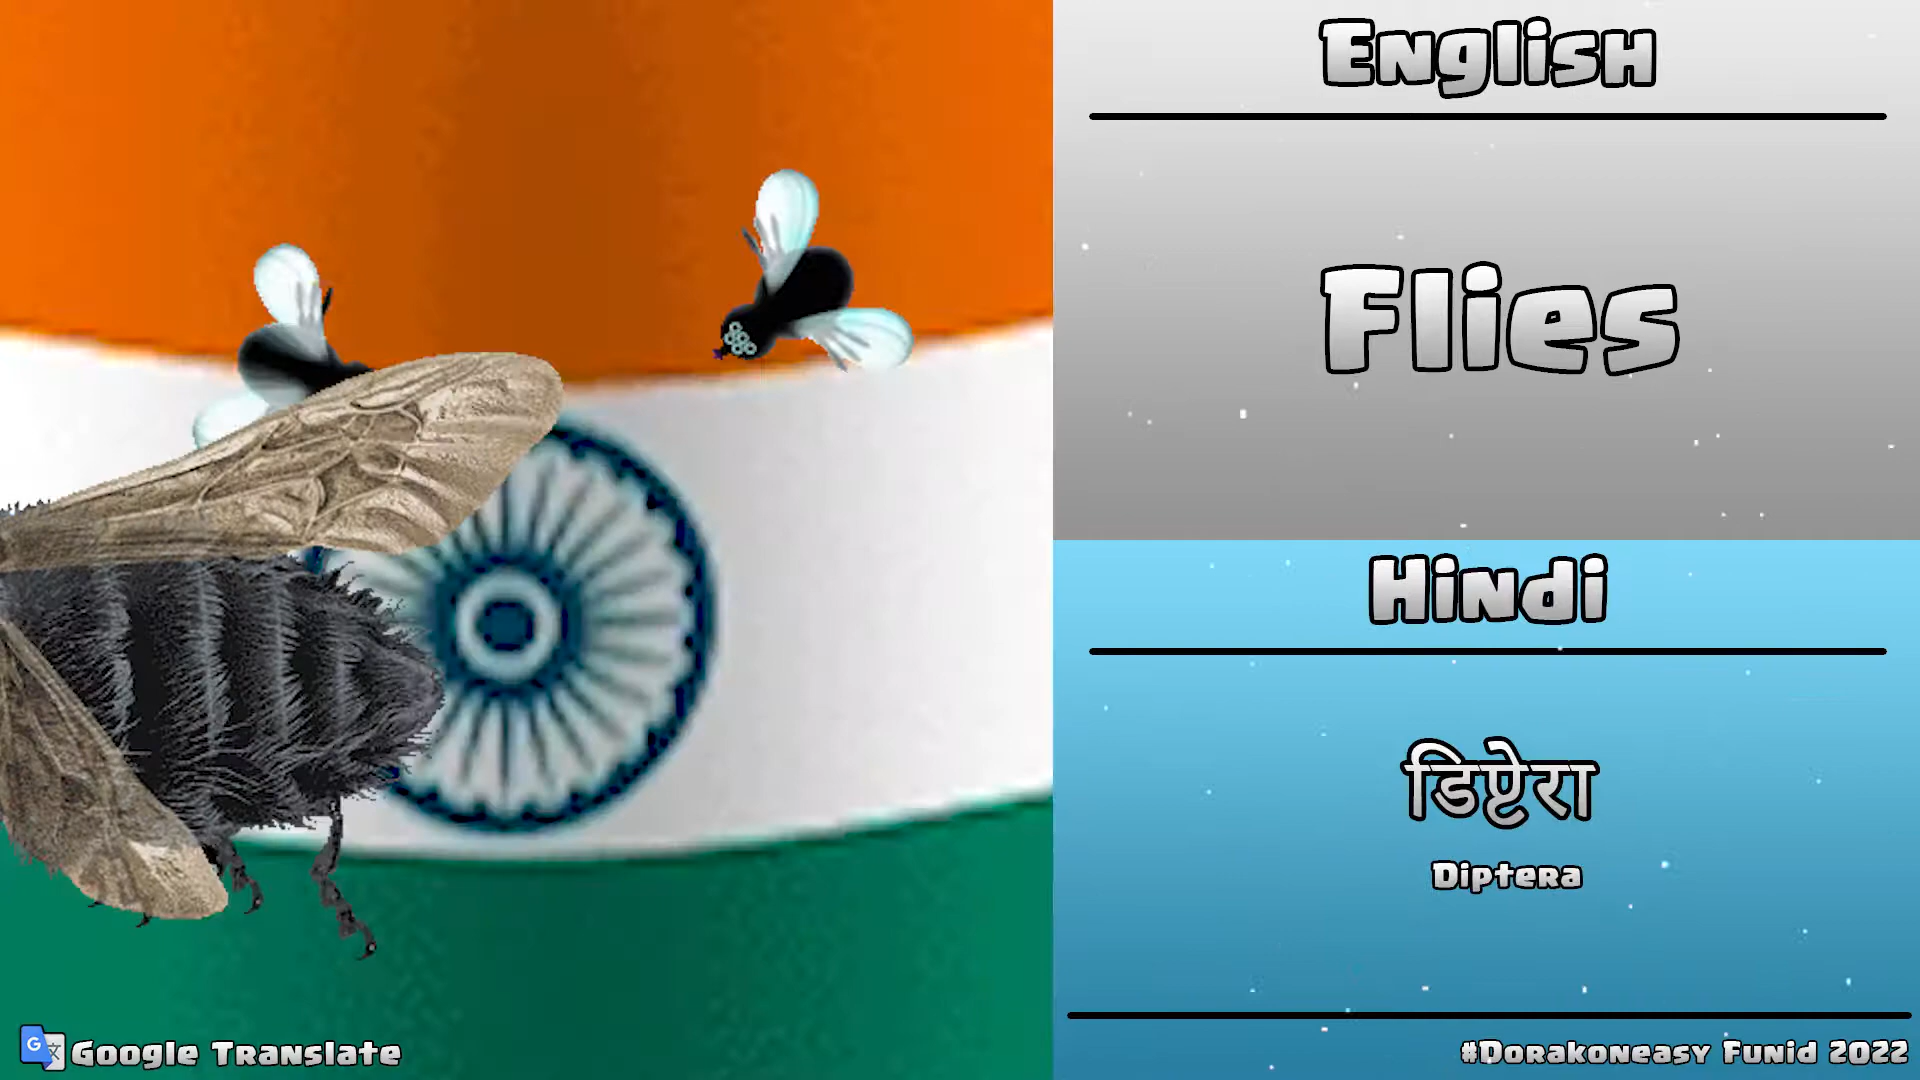 English
Flies
Hindi
डिप्टेरा
Diptera
Google Translate
#Dorakoneasy Funid 2022